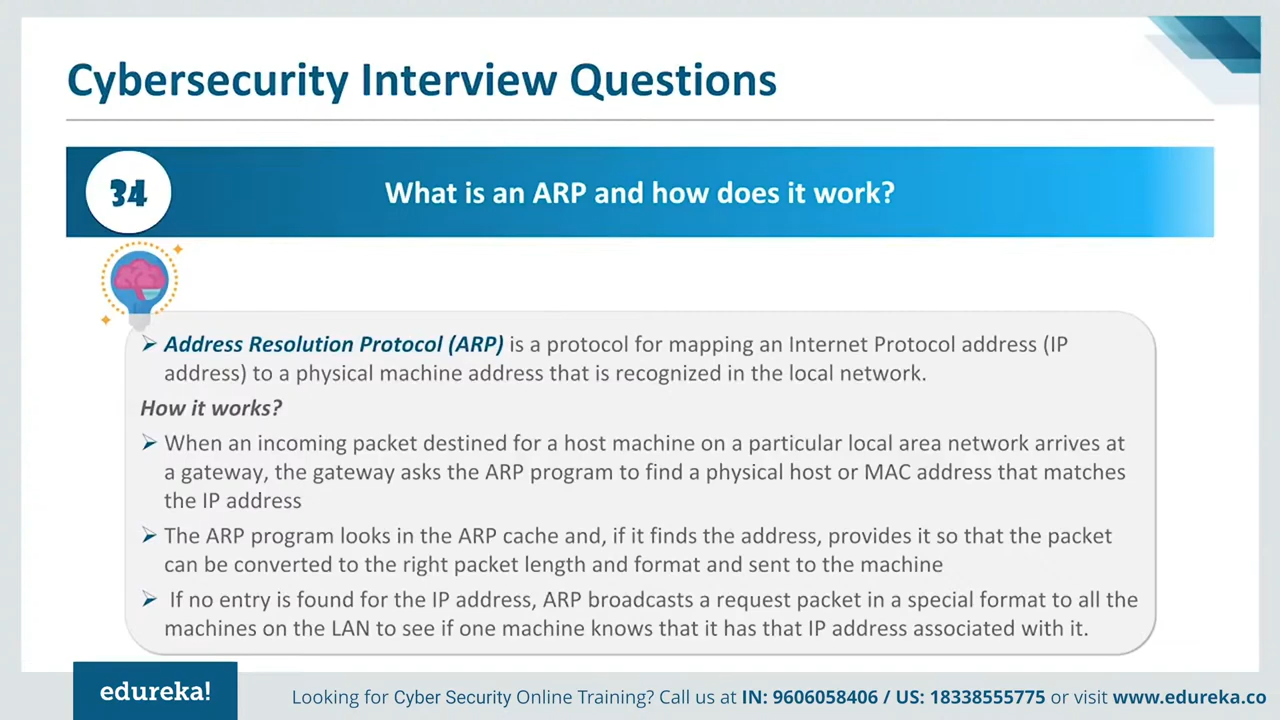 Cybersecurity Interview Questions
34
What is an ARP and how does it work?
➢ Address Resolution Protocol (ARP) is a protocol for mapping an Internet Protocol address (IP
address) to a physical machine address that is recognized in the local network.
How it works?
➢ When an incoming packet destined for a host machine on a particular local area network arrives at
a gateway, the gateway asks the ARP program to find a physical host or MAC address that matches
the IP address
➢ The ARP program looks in the ARP cache and, if it finds the address, provides it so that the packet
can be converted to the right packet length and format and sent to the machine
➢ If no entry is found for the IP address, ARP broadcasts a request packet in a special format to all the
machines on the LAN to see if one machine knows that it has that IP address associated with it.
edureka!
Looking for Cyber Security Online Training? Call us at IN: 9606058406 / US: 18338555775 or visit www.edureka.co